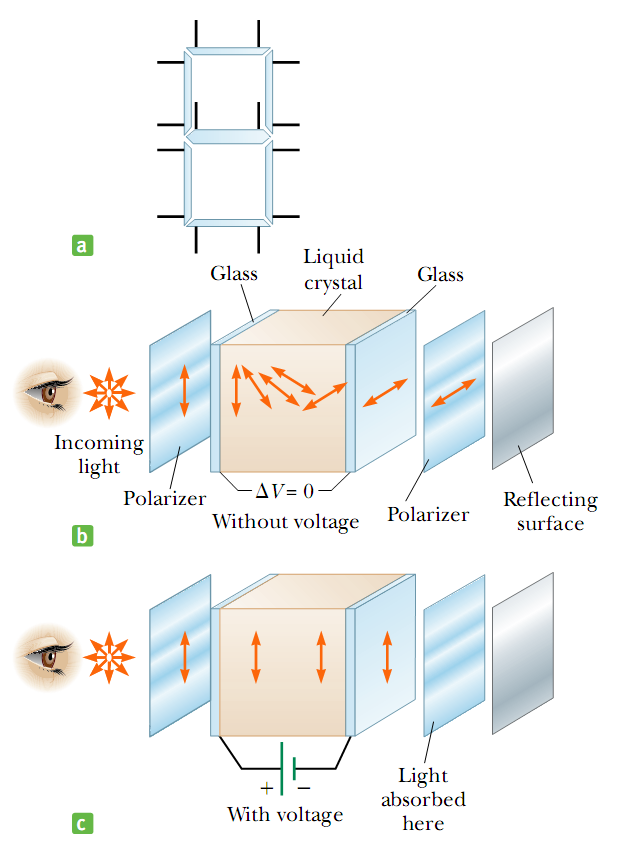 a
Liquid
crystal
Glass
Glass
Incoming
light
Polarizer
ΔV = 0
Without voltage
Polarizer
Reflecting
surface
b
+ −
With voltage
Light
absorbed
here
c